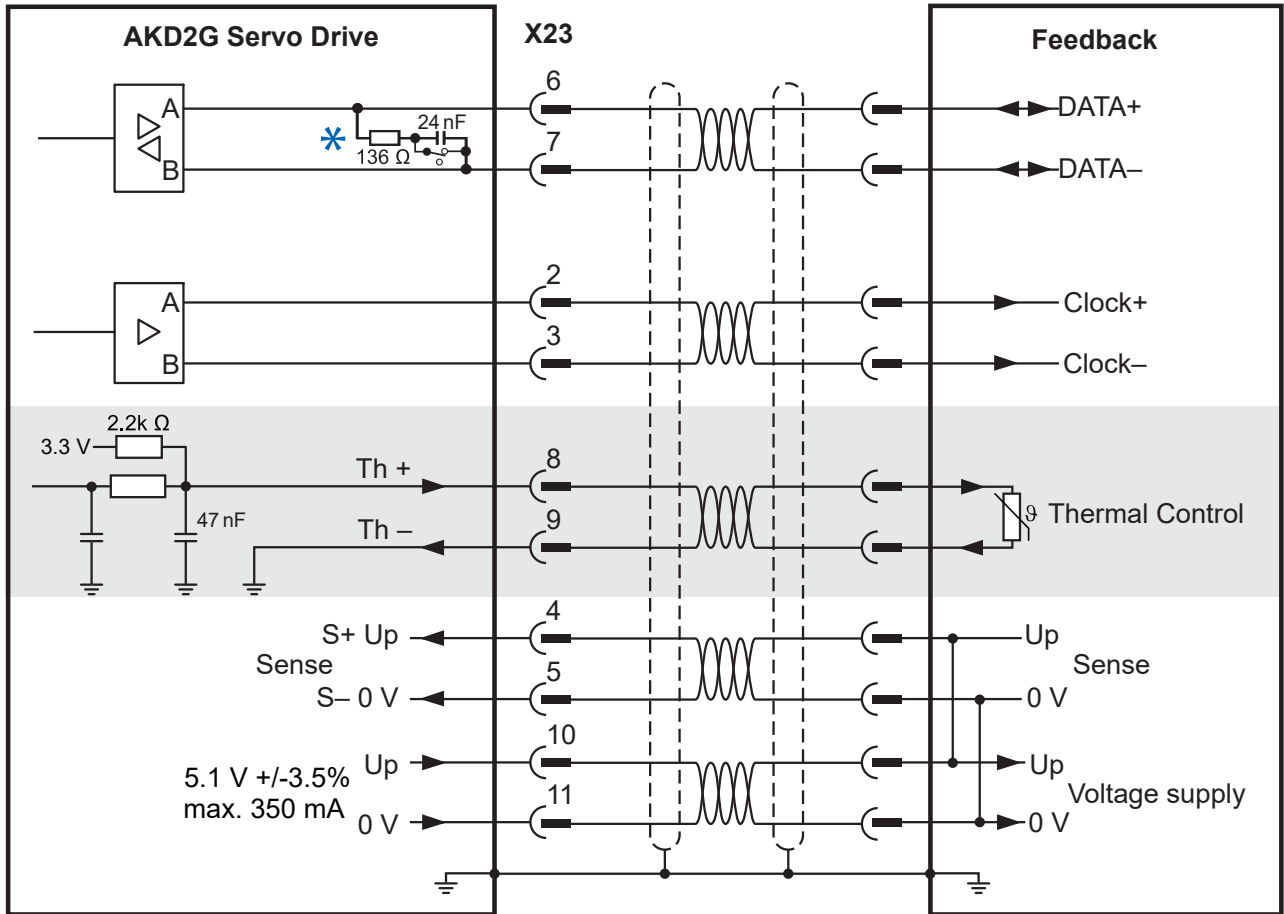 AKD2G Servo Drive
X23
Feedback
A
B
*
136 Ω
24 nF
6
7
DATA+
DATA–
A
B
2
3
Clock+
Clock–
2.2k Ω
3.3 V
47 nF
Th +
Th –
8
9
ϑ Thermal Control
S+ Up
Sense
S– 0 V
4
5
Up
Sense
0 V
5.1 V +/-3.5%
max. 350 mA
Up
0 V
10
11
Up
Voltage supply
0 V